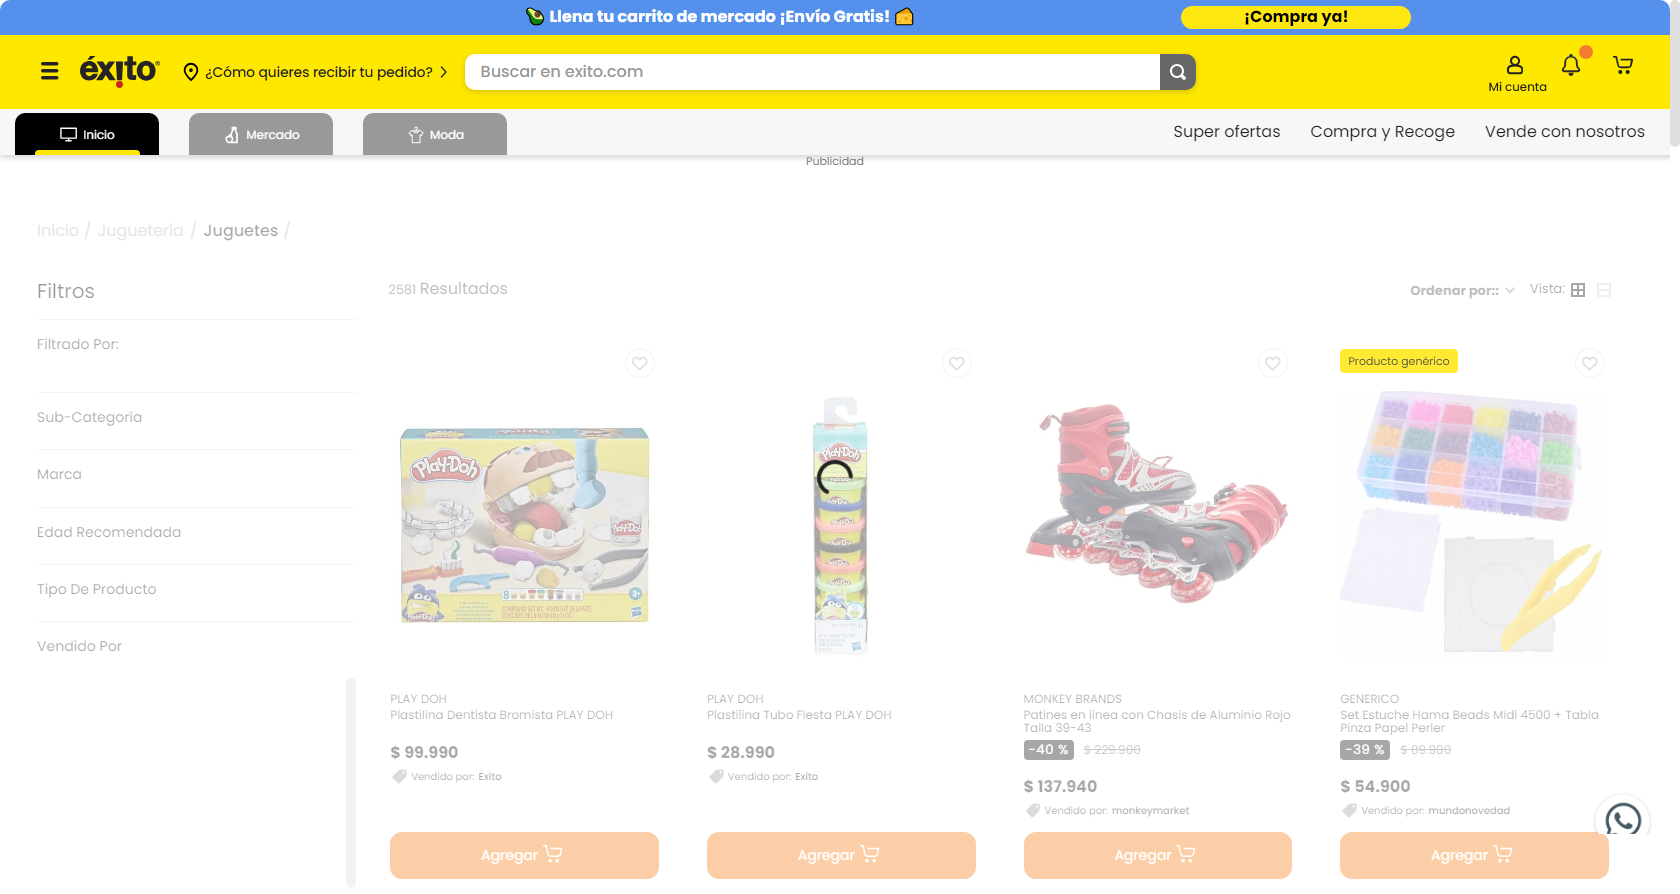 Llena tu carrito de mercado ¡Envío Gratis!
¡Compra ya!
éxito
¿Cómo quieres recibir tu pedido?
Buscar en exito.com
Mi cuenta
Inicio
Mercado
Moda
Super ofertas
Compra y Recoge
Vende con nosotros
Publicidad
Inicio / Jugueteria / Juguetes /
Filtros
2581 Resultados
Ordenar por::
Vista:
Filtrado Por:
Sub-Categoría
Marca
Edad Recomendada
Tipo De Producto
Vendido Por
Play-Doh
Play-Doh
Producto genérico
PLAY DOH
Plastilina Dentista Bromista PLAY DOH
$ 99.990
Vendido por: Exito
Agregar
PLAY DOH
Plastilina Tubo Fiesta PLAY DOH
$ 28.990
Vendido por: Exito
Agregar
MONKEY BRANDS
Patines en linea con Chasis de Aluminio Rojo
Talla 39-43
-40 % $ 229.900
$ 137.940
Vendido por: monkeymarket
Agregar
GENERICO
Set Estuche Hama Beads Midi 4500 + Tabla
Pinza Papel Perler
-39 % $ 89.900
$ 54.900
Vendido por: mundonovedad
Agregar